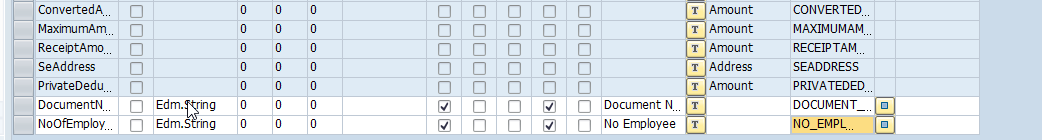 ConvertedA... 0 0 0 T Amount CONVERTED...
MaximumAm... 0 0 0 T Amount MAXIMUMAM...
ReceiptAmo... 0 0 0 T Amount RECEIPTAM...
SeAddress 0 0 0 T Address SEADDRESS
PrivateDedu... 0 0 0 T Amount PRIVATEDED...
DocumentN... Edm.String 0 0 0 Document N... T DOCUMENT_...
NoOfEmploy... Edm.String 0 0 0 No Employee T NO_EMPL...